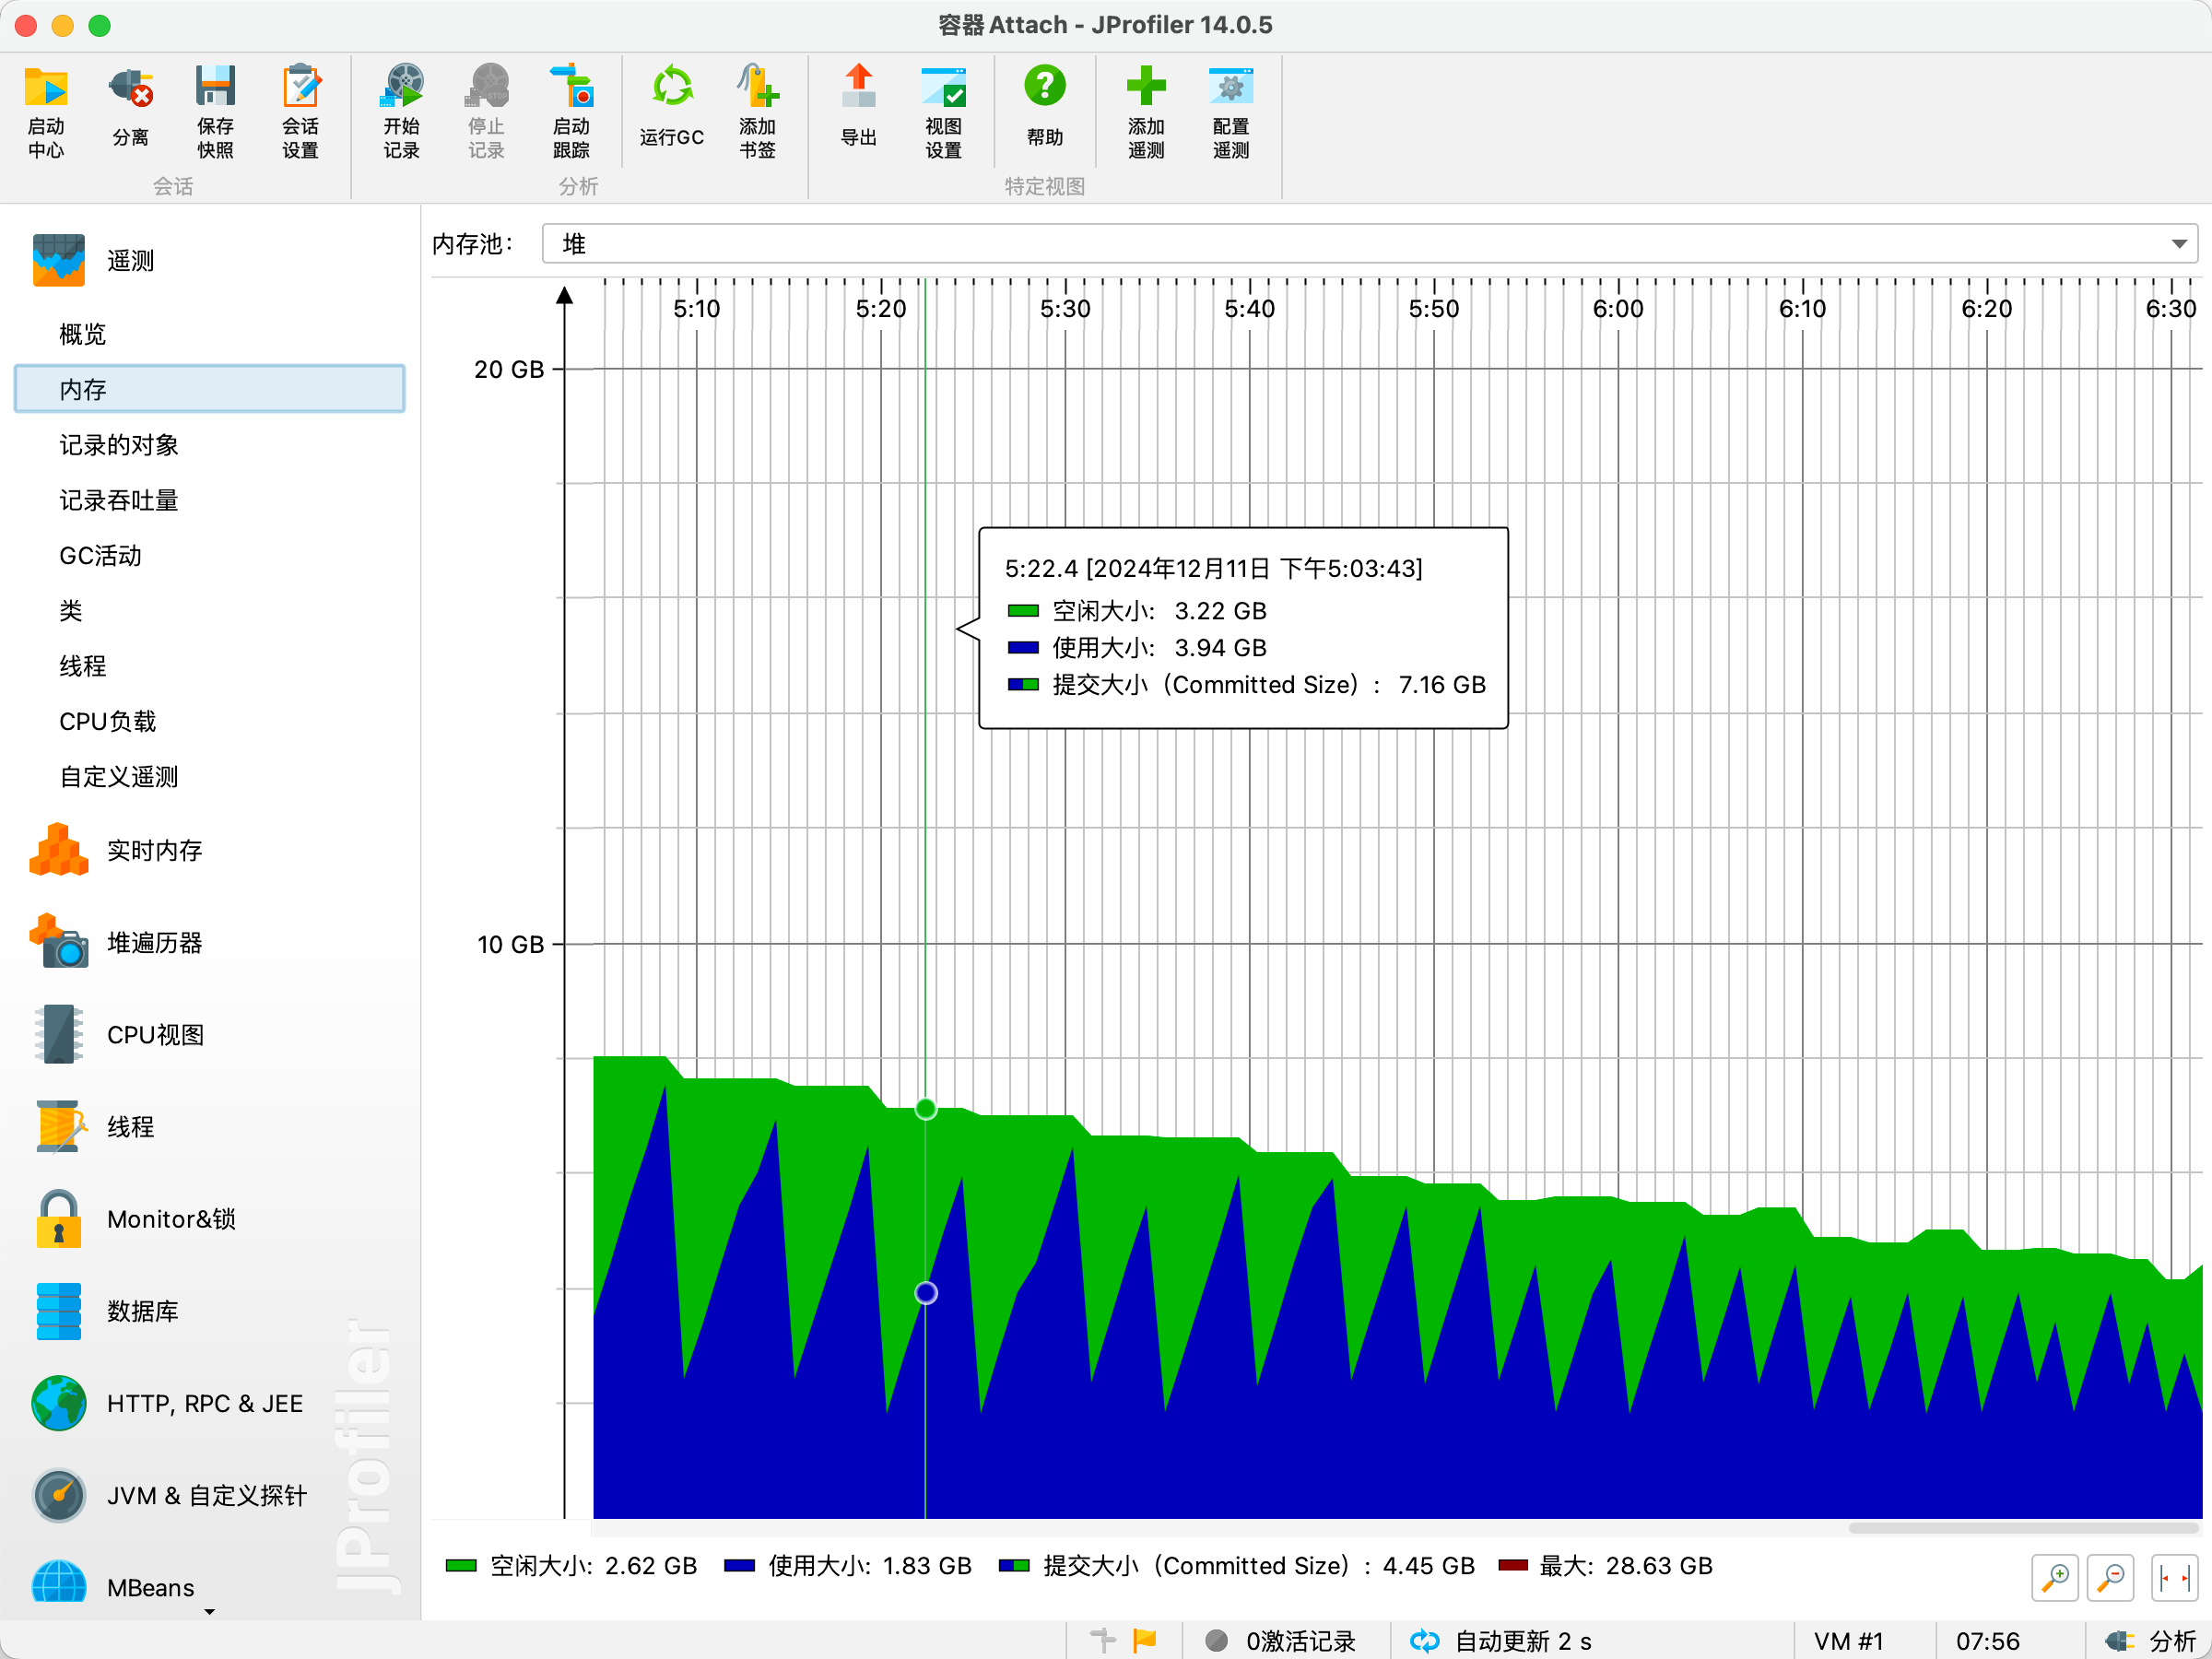 容器 Attach - JProfiler 14.0.5
启动中心
分离
保存快照
会话设置
开始记录
停止记录
启动跟踪
运行GC
添加书签
导出
视图设置
帮助
添加遥测
配置遥测
会话
分析
特定视图
遥测
概览
内存
记录的对象
记录吞吐量
GC活动
类
线程
CPU负载
自定义遥测
实时内存
堆遍历器
CPU视图
线程
Monitor&锁
数据库
HTTP, RPC & JEE
JVM & 自定义探针
MBeans
JProfiler
内存池： 堆
5:10 5:20 5:30 5:40 5:50 6:00 6:10 6:20 6:30
20 GB
10 GB
5:22.4 [2024年12月11日 下午5:03:43]
空闲大小: 3.22 GB
使用大小: 3.94 GB
提交大小（Committed Size）: 7.16 GB
空闲大小: 2.62 GB 使用大小: 1.83 GB 提交大小（Committed Size）: 4.45 GB 最大: 28.63 GB
0激活记录 自动更新 2 s VM #1 07:56 分析